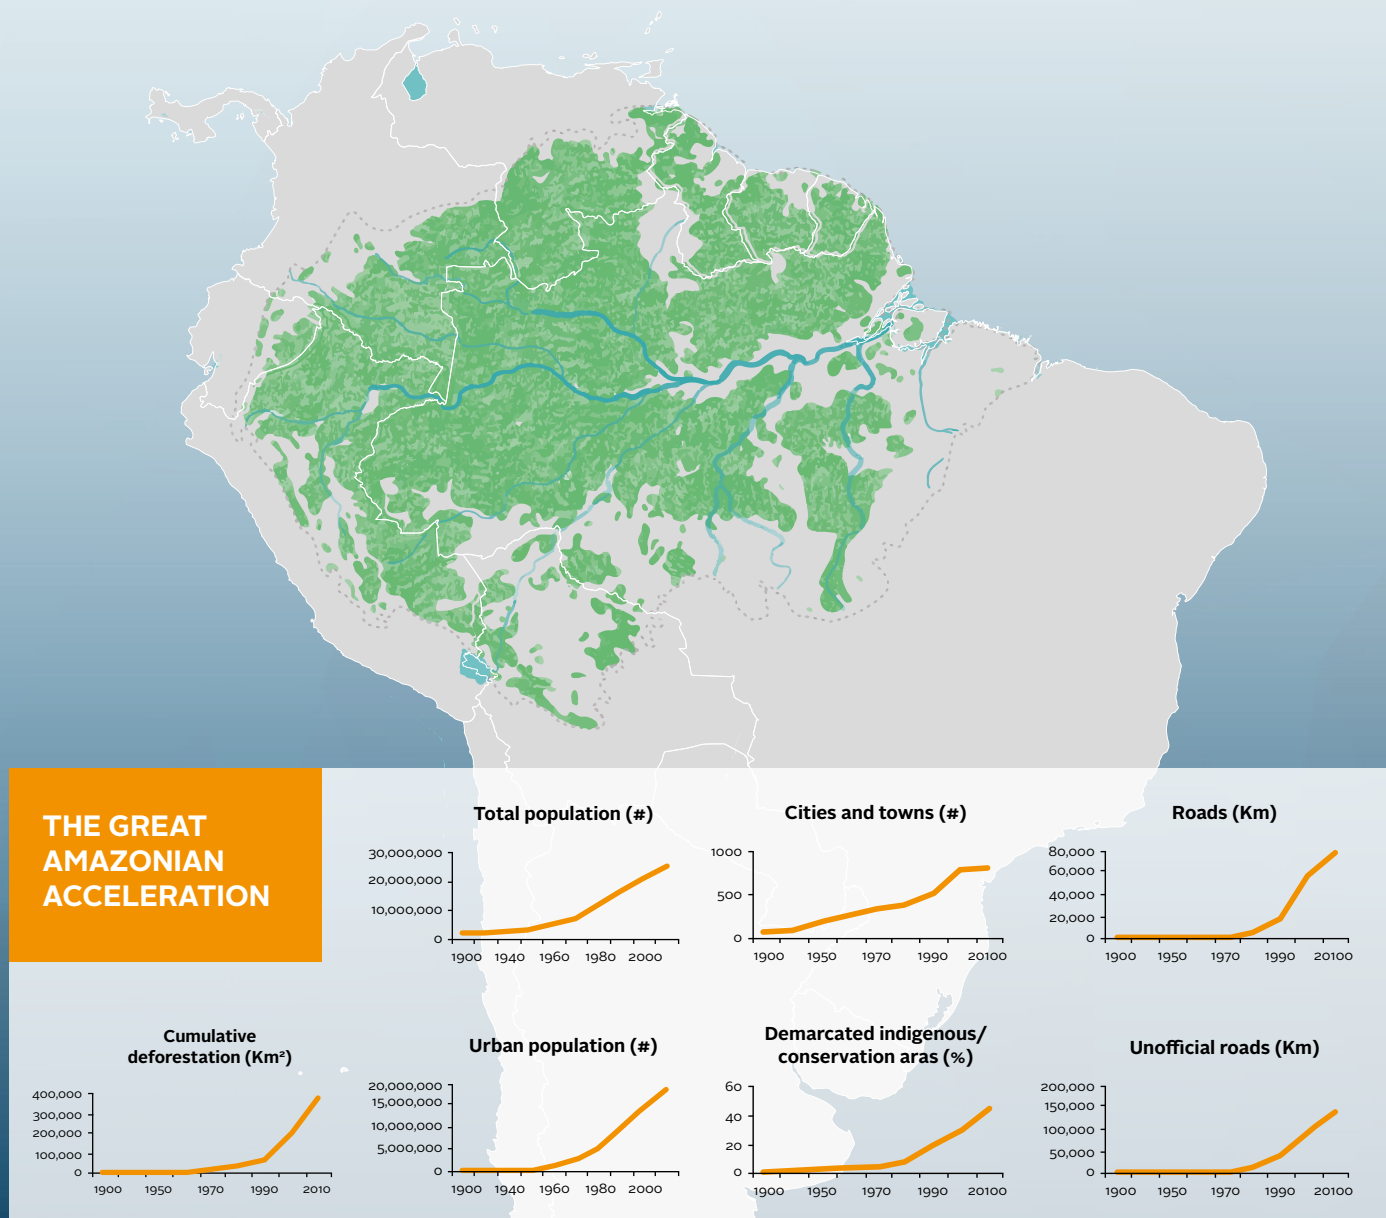 THE GREAT
AMAZONIAN
ACCELERATION
Total population (#)
30,000,000
20,000,000
10,000,000
0
1900 1940 1960 1980 2000
Cities and towns (#)
1000
500
0
1900 1950 1970 1990 20100
Roads (Km)
80,000
60,000
40,000
20,000
0
1900 1950 1970 1990 20100
Cumulative
deforestation (Km²)
400,000
300,000
200,000
100,000
0
1900 1950 1970 1990 2010
Urban population (#)
20,000,000
15,000,000
10,000,000
5,000,000
0
1900 1940 1960 1980 2000
Demarcated indigenous/
conservation aras (%)
60
40
20
0
1900 1950 1970 1990 20100
Unofficial roads (Km)
200,000
150,000
100,000
50,000
0
1900 1950 1970 1990 20100